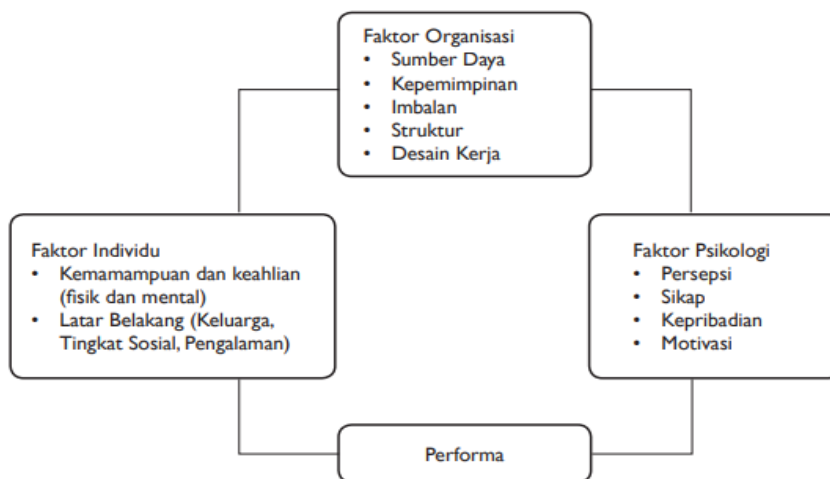 Faktor Organisasi
• Sumber Daya
• Kepemimpinan
• Imbalan
• Struktur
• Desain Kerja
Faktor Individu
• Kemamampuan dan keahlian
(fisik dan mental)
• Latar Belakang (Keluarga,
Tingkat Sosial, Pengalaman)
Faktor Psikologi
• Persepsi
• Sikap
• Kepribadian
• Motivasi
Performa